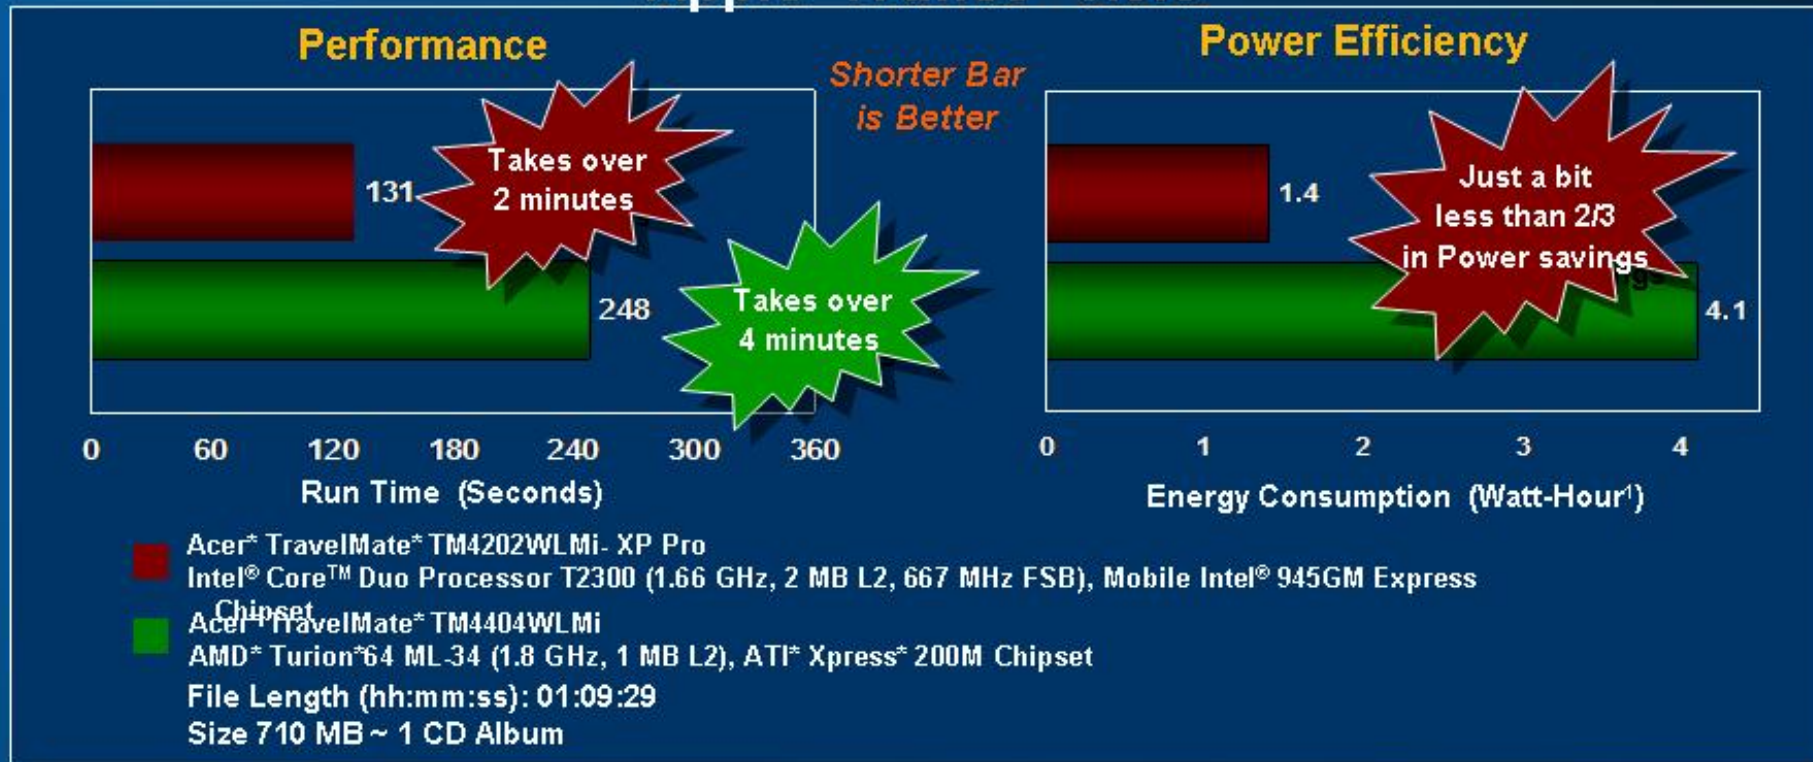 Performance
Power Efficiency
Shorter Bar
is Better
Takes over
2 minutes
131
Takes over
4 minutes
248
Just a bit
less than 2/3
in Power savings
1.4
4.1
0 60 120 180 240 300 360
Run Time (Seconds)
0 1 2 3 4
Energy Consumption (Watt-Hour¹)
Acer* TravelMate* TM4202WLMi- XP Pro
Intel® Core™ Duo Processor T2300 (1.66 GHz, 2 MB L2, 667 MHz FSB), Mobile Intel® 945GM Express
Chipset
Acer* TravelMate* TM4404WLMi
AMD* Turion*64 ML-34 (1.8 GHz, 1 MB L2), ATI* Xpress* 200M Chipset
File Length (hh:mm:ss): 01:09:29
Size 710 MB ~ 1 CD Album